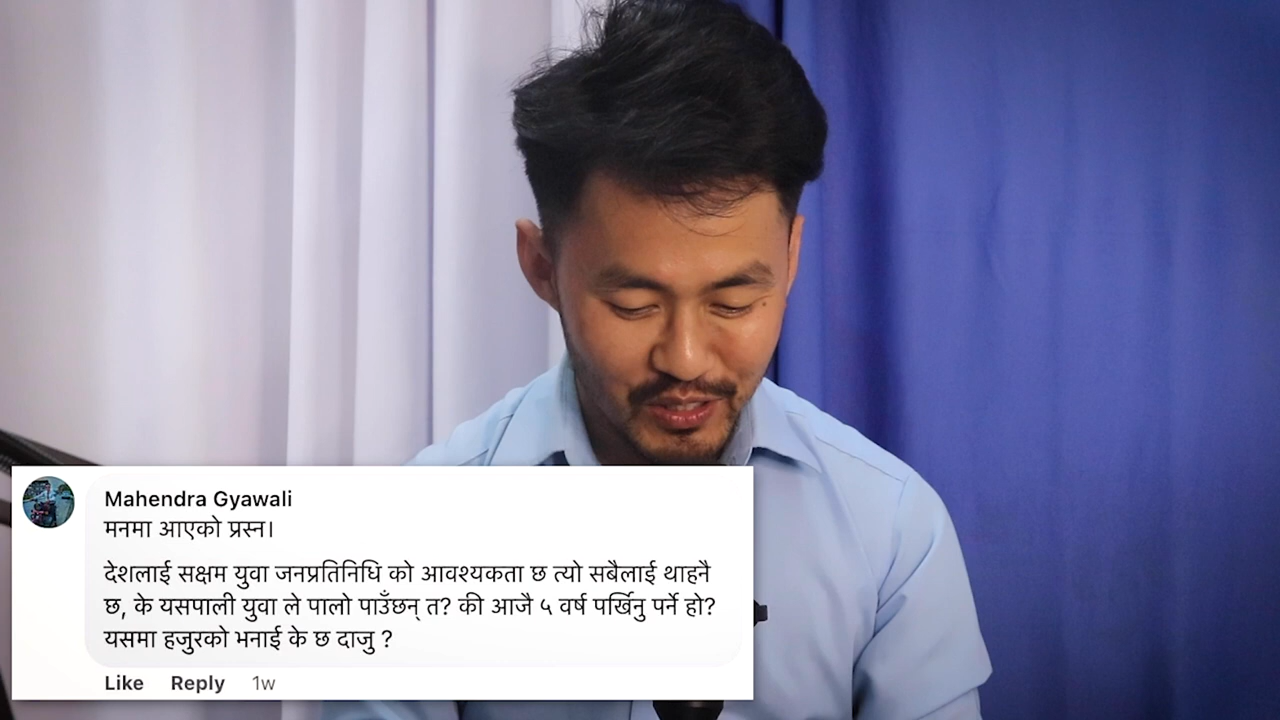 Mahendra Gyawali
मनमा आएको प्रस्न।
देशलाई सक्षम युवा जनप्रतिनिधि को आवश्यकता छ त्यो सबैलाई थाहनै
छ, के यसपाली युवा ले पालो पाउँछन् त? की आजै ५ वर्ष पर्खिनु पर्ने हो?
यसमा हजुरको भनाई के छ दाजु ?
Like Reply 1w